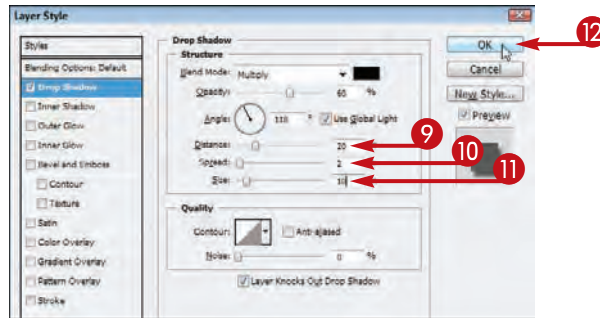 Layer Style
Styles
Blending Options: Default
Drop Shadow
Inner Shadow
Outer Glow
Inner Glow
Bevel and Emboss
Contour
Texture
Satin
Color Overlay
Gradient Overlay
Pattern Overlay
Stroke
Drop Shadow
Structure
Blend Mode: Multiply
Opacity: 60 %
Angle: 110 ° Use Global Light
Distance: 20
Spread: 2
Size: 10
Quality
Contour: Anti-aliased
Noise: 0 %
Layer Knocks Out Drop Shadow
OK
Cancel
New Style...
Preview
9
10
11
12